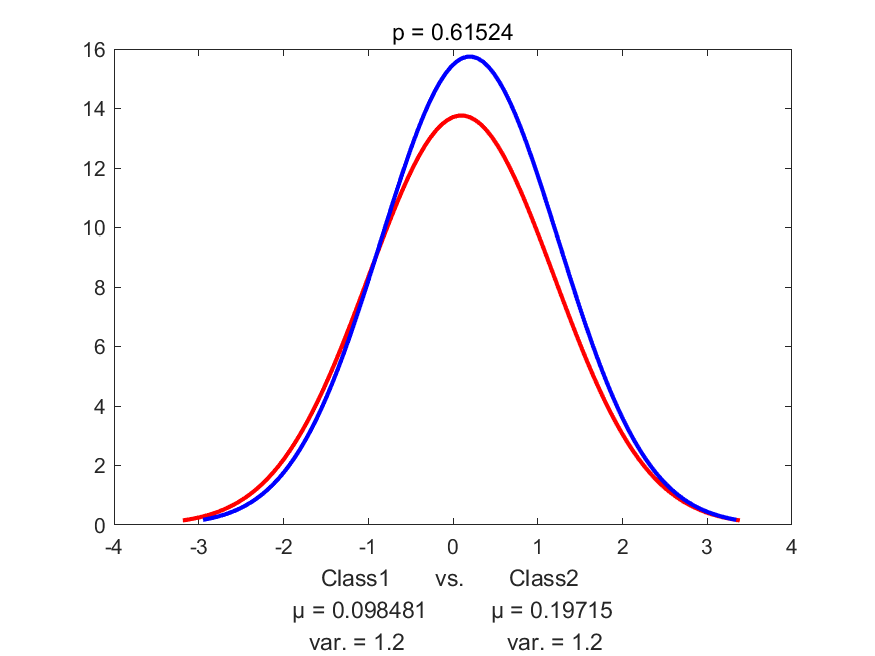 p = 0.61524
16
14
12
10
8
6
4
2
0
-4 -3 -2 -1 0 1 2 3 4
Class1 vs. Class2
μ = 0.098481 μ = 0.19715
var. = 1.2 var. = 1.2